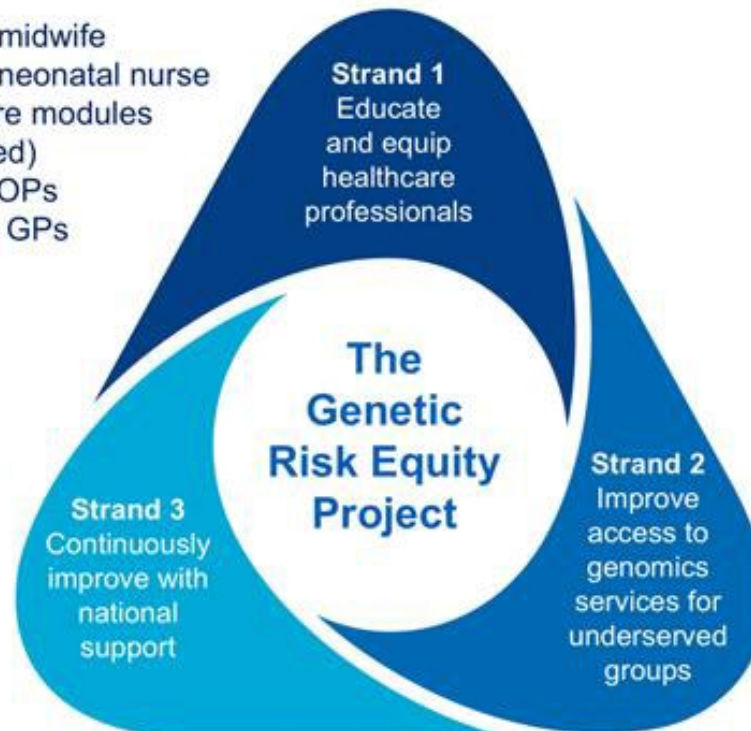 midwife
neonatal nurse
re modules
ed)
OPs
GPs
Strand 1
Educate
and equip
healthcare
professionals
The
Genetic
Risk Equity
Project
Strand 2
Improve
access to
genomics
services for
underserved
groups
Strand 3
Continuously
improve with
national
support